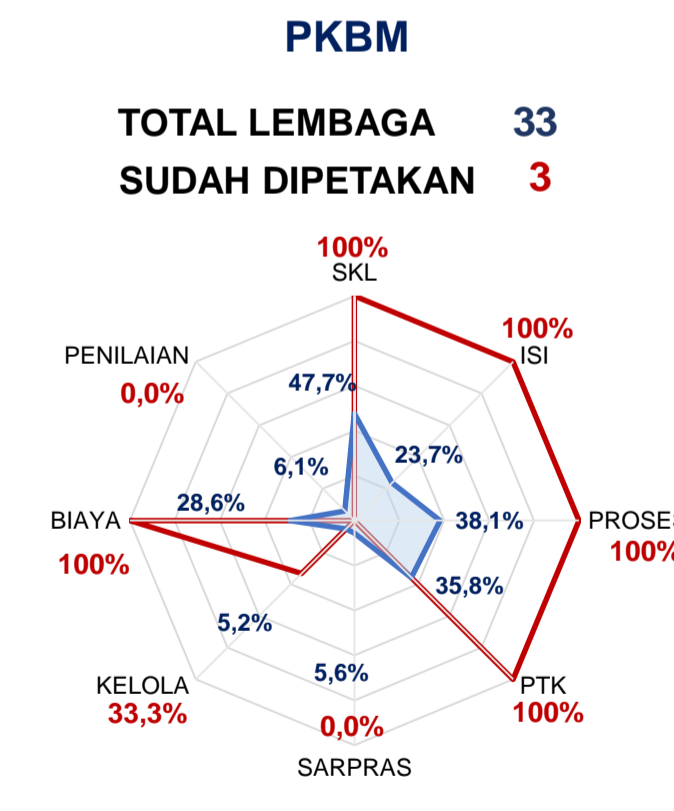 PKBM
TOTAL LEMBAGA 33
SUDAH DIPETAKAN 3
100%
SKL
100%
ISI
PENILAIAN
0,0%
47,7%
6,1%
23,7%
28,6%
BIAYA
100%
38,1%
PROSES
100%
35,8%
5,2%
5,6%
KELOLA
33,3%
PTK
100%
0,0%
SARPRAS